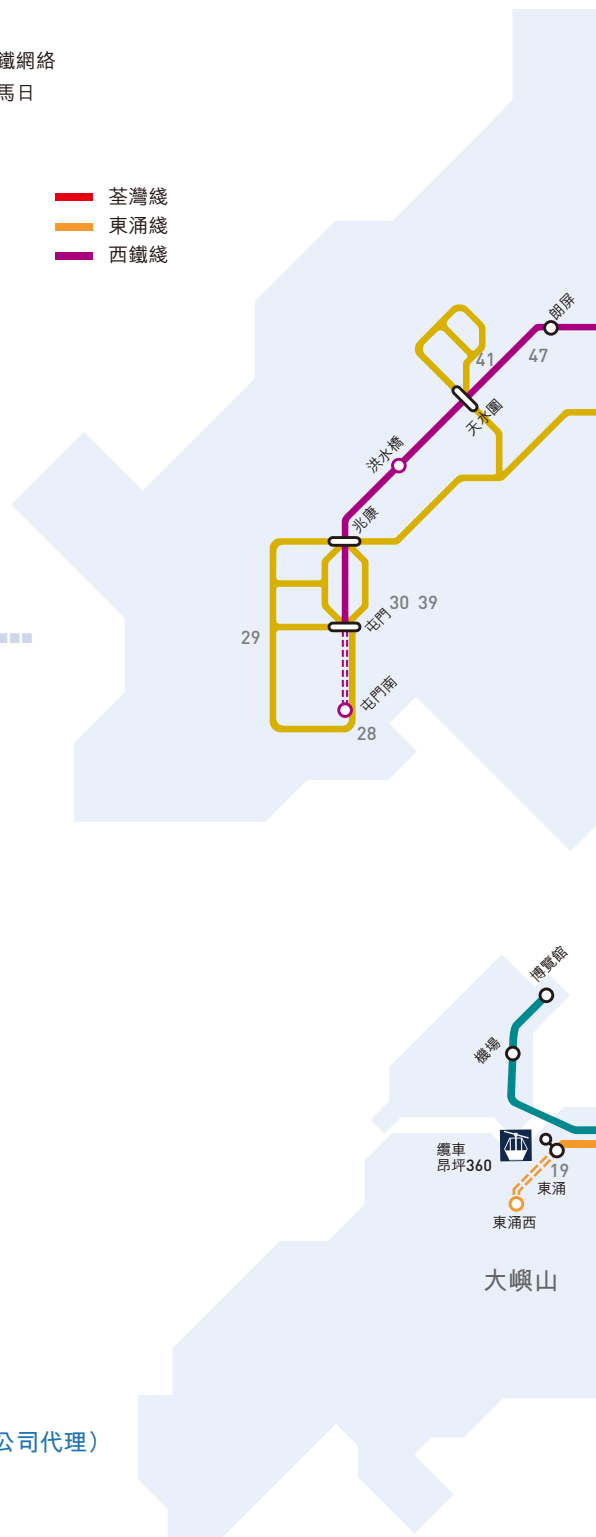 鐵網絡
馬日
荃灣綫
東涌綫
西鐵綫
朗屏
47
41
天水圍
洪水橋
兆康
30 39
屯門
29
屯門南
28
博覽館
機場
纜車
昂坪360
19
東涌
東涌西
大嶼山
公司代理）